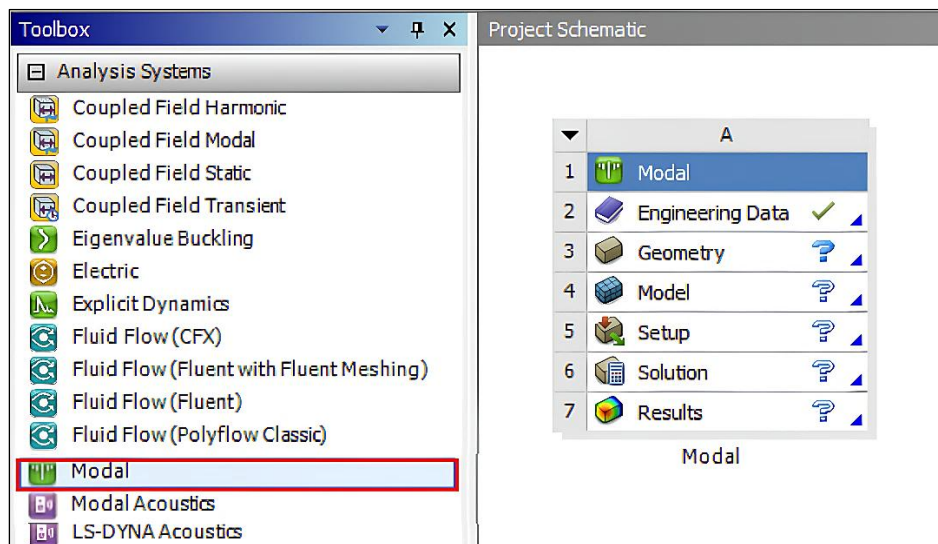 Toolbox
Analysis Systems
Coupled Field Harmonic
Coupled Field Modal
Coupled Field Static
Coupled Field Transient
Eigenvalue Buckling
Electric
Explicit Dynamics
Fluid Flow (CFX)
Fluid Flow (Fluent with Fluent Meshing)
Fluid Flow (Fluent)
Fluid Flow (Polyflow Classic)
Modal
Modal Acoustics
LS-DYNA Acoustics
Project Schematic
A
1 Modal
2 Engineering Data
3 Geometry ?
4 Model ?
5 Setup ?
6 Solution ?
7 Results ?
Modal